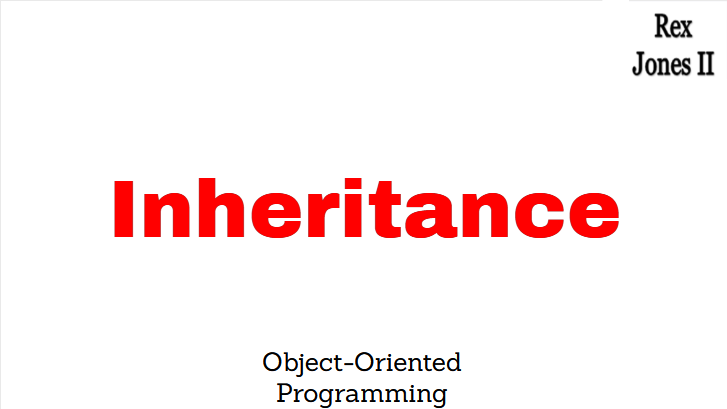 Rex
Jones II
Inheritance
Object-Oriented
Programming